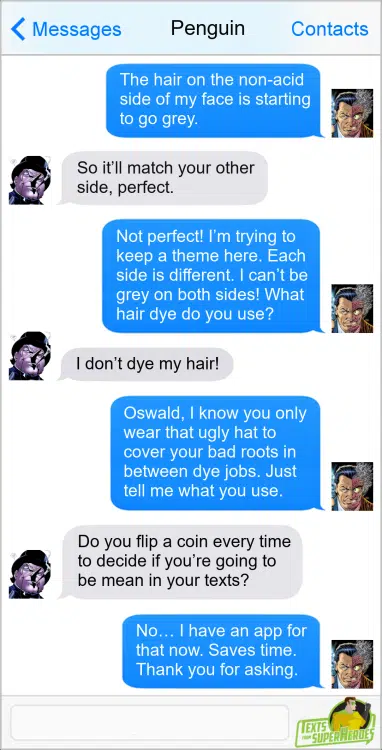 Messages Penguin Contacts
The hair on the non-acid
side of my face is starting
to go grey.
So it’ll match your other
side, perfect.
Not perfect! I’m trying to
keep a theme here. Each
side is different. I can’t be
grey on both sides! What
hair dye do you use?
I don’t dye my hair!
Oswald, I know you only
wear that ugly hat to
cover your bad roots in
between dye jobs. Just
tell me what you use.
Do you flip a coin every time
to decide if you’re going to
be mean in your texts?
No… I have an app for
that now. Saves time.
Thank you for asking.
TEXTS
FROM SUPERHEROES